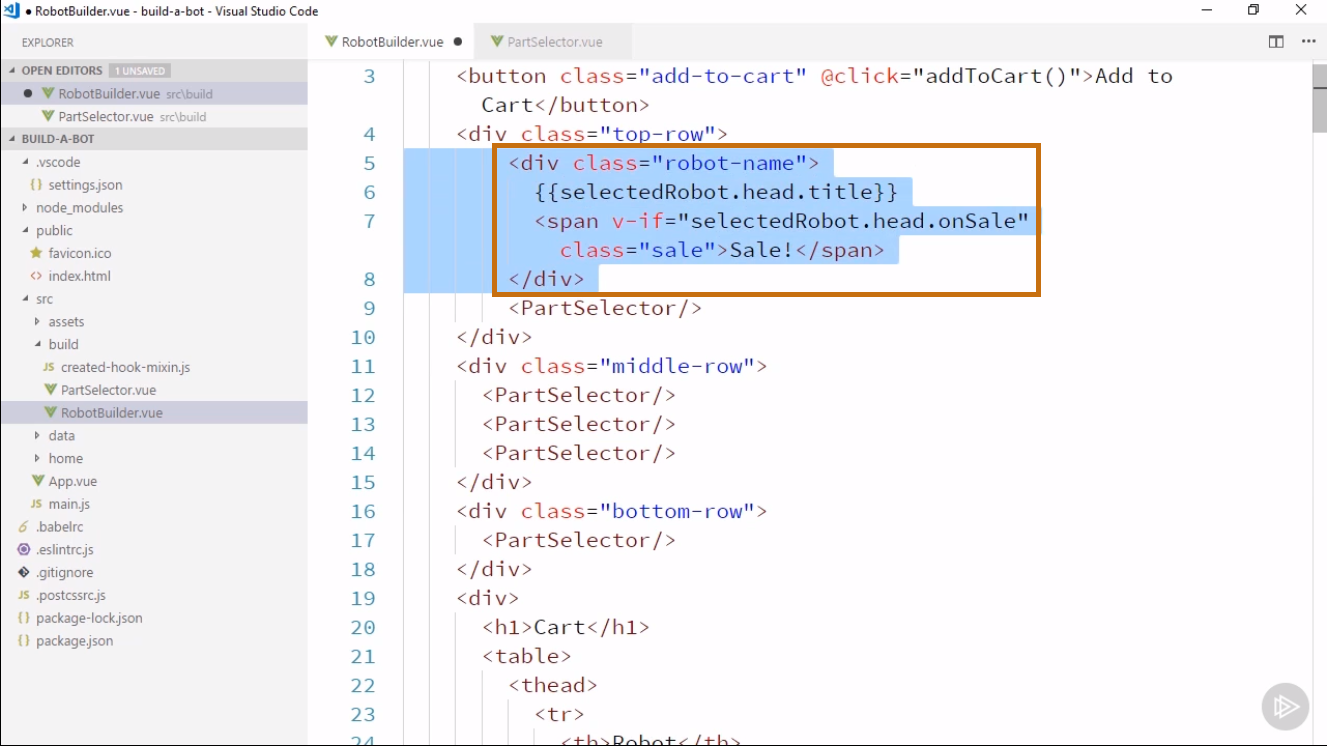 ● RobotBuilder.vue - build-a-bot - Visual Studio Code
EXPLORER
OPEN EDITORS 1 UNSAVED
RobotBuilder.vue src\build
PartSelector.vue src\build
BUILD-A-BOT
.vscode
{} settings.json
node_modules
public
favicon.ico
<> index.html
src
assets
build
JS created-hook-mixin.js
PartSelector.vue
RobotBuilder.vue
data
home
App.vue
JS main.js
.babelrc
.eslintrc.js
.gitignore
JS .postcssrc.js
{} package-lock.json
{} package.json
RobotBuilder.vue ● PartSelector.vue
3 <button class="add-to-cart" @click="addToCart()">Add to
Cart</button>
4 <div class="top-row">
5 <div class="robot-name">
6 {{selectedRobot.head.title}}
7 <span v-if="selectedRobot.head.onSale"
class="sale">Sale!</span>
8 </div>
9 <PartSelector/>
10 </div>
11 <div class="middle-row">
12 <PartSelector/>
13 <PartSelector/>
14 <PartSelector/>
15 </div>
16 <div class="bottom-row">
17 <PartSelector/>
18 </div>
19 <div>
20 <h1>Cart</h1>
21 <table>
22 <thead>
23 <tr>
24 <th>Robot</th>